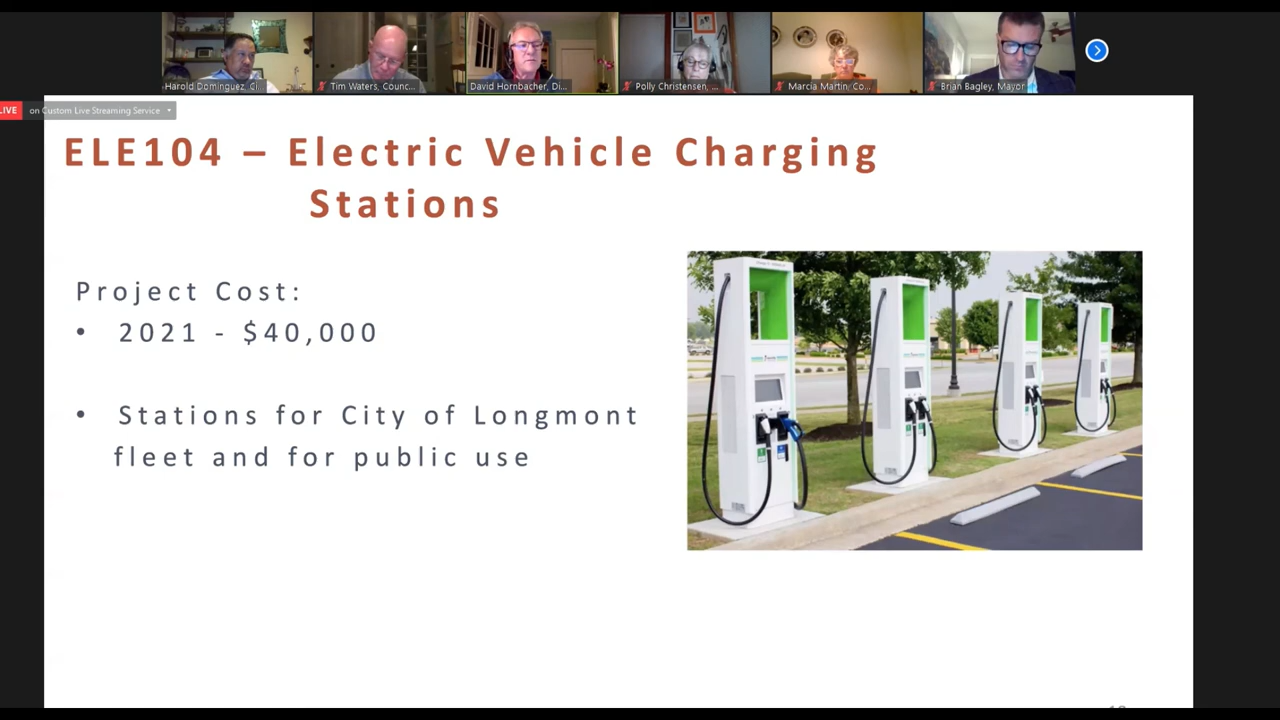 Harold Dominguez, Ci...
Tim Waters, Counc...
David Hornbacher, Di...
Polly Christensen, ...
Marcia Martin, Co...
Brian Bagley, Mayor
LIVE
on Custom Live Streaming Service
ELE104 – Electric Vehicle Charging
Stations
Project Cost:
• 2021 - $40,000
• Stations for City of Longmont
fleet and for public use